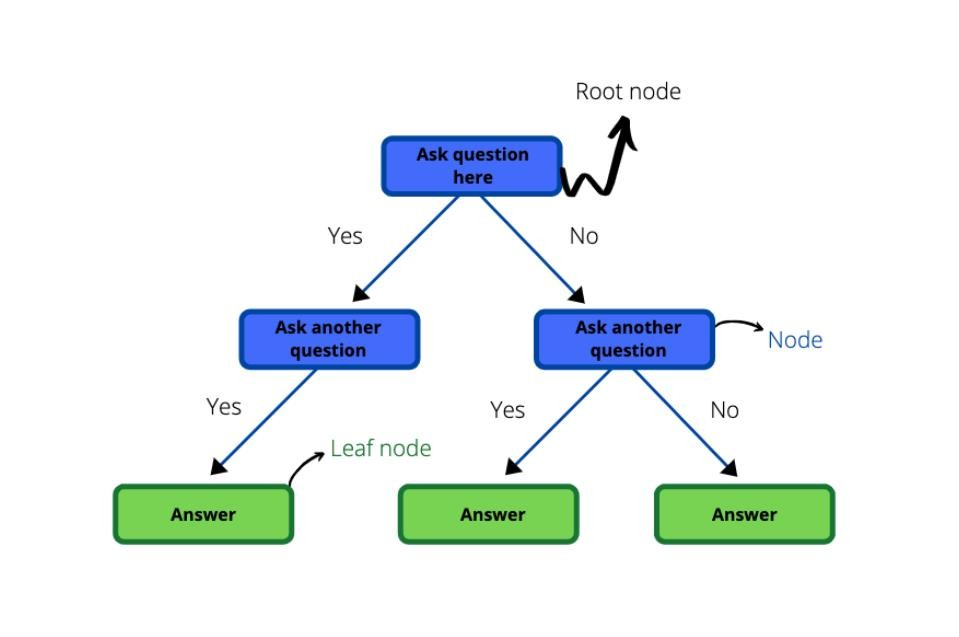 Root node
Ask question
here
Yes
No
Ask another
question
Ask another
question
Node
Yes
Yes
No
Leaf node
Answer
Answer
Answer